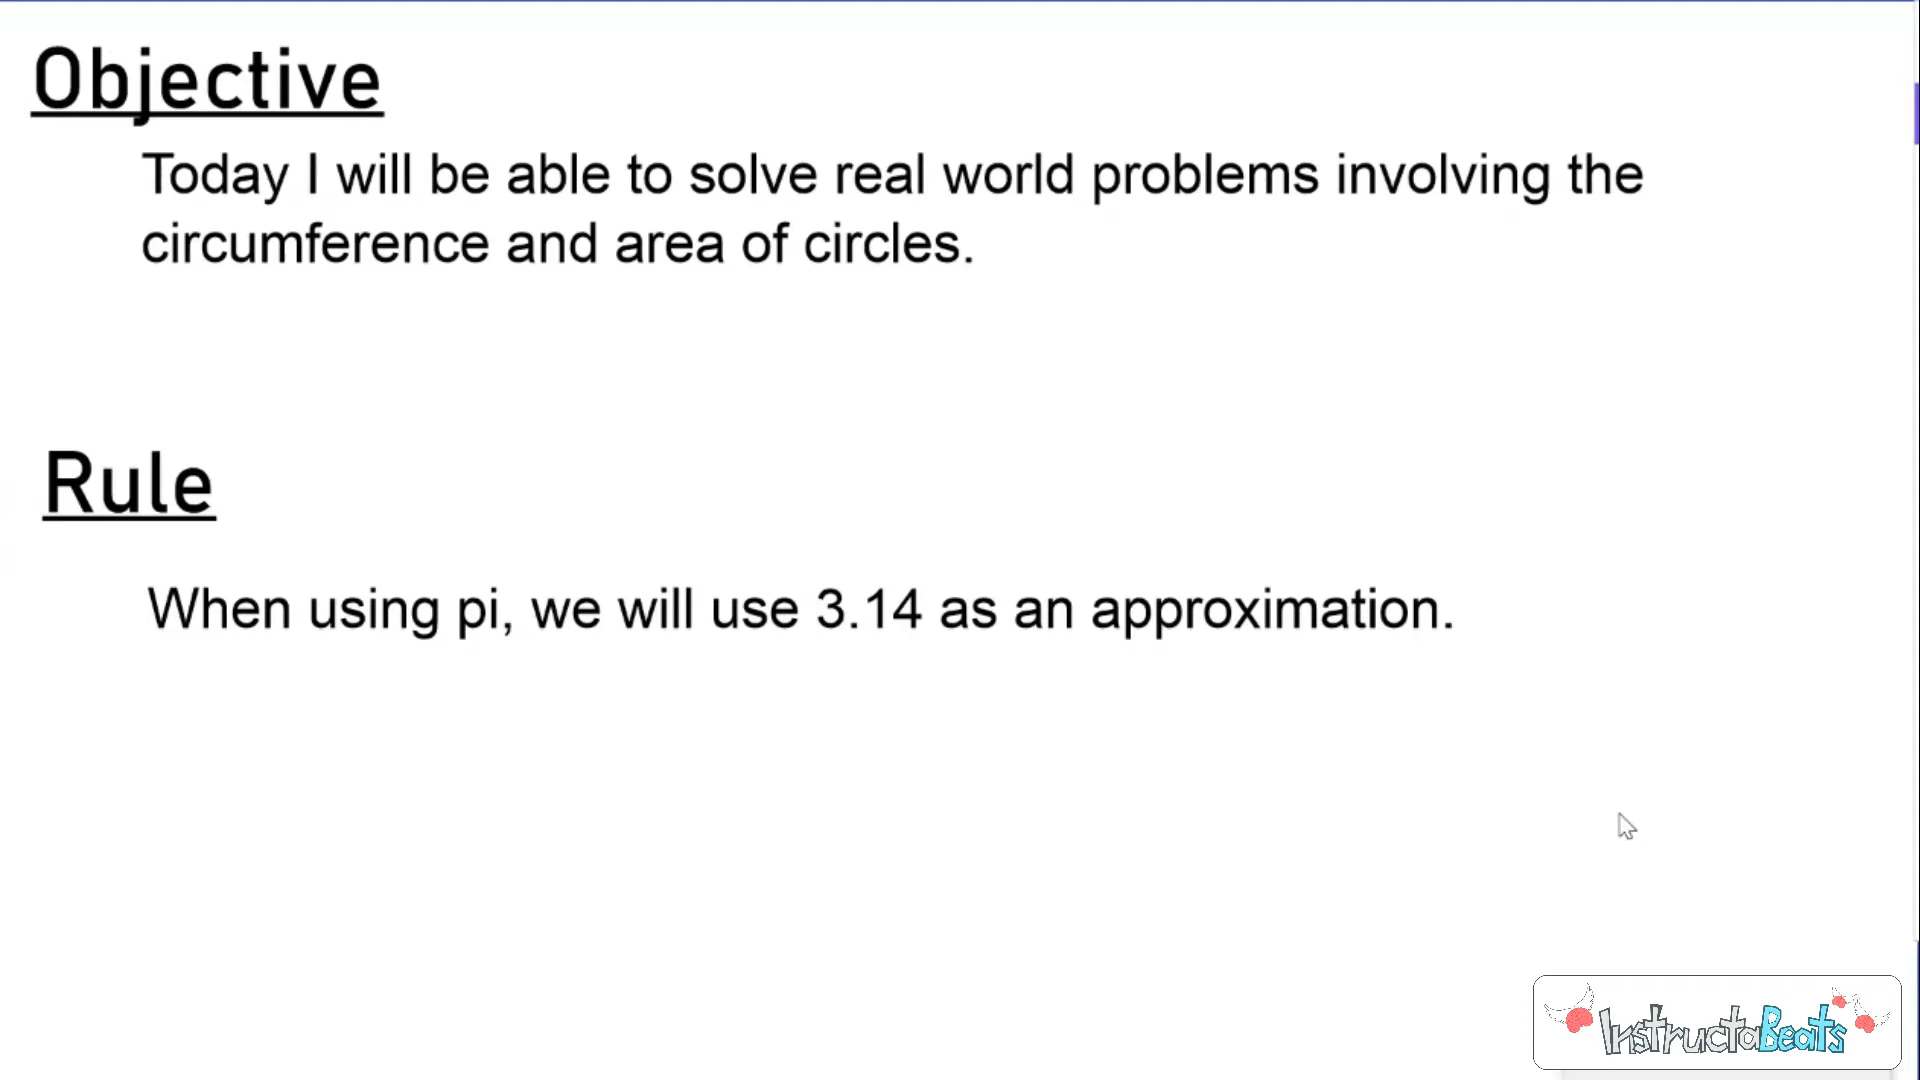 Objective
Today I will be able to solve real world problems involving the
circumference and area of circles.
Rule
When using pi, we will use 3.14 as an approximation.
InstructaBeats